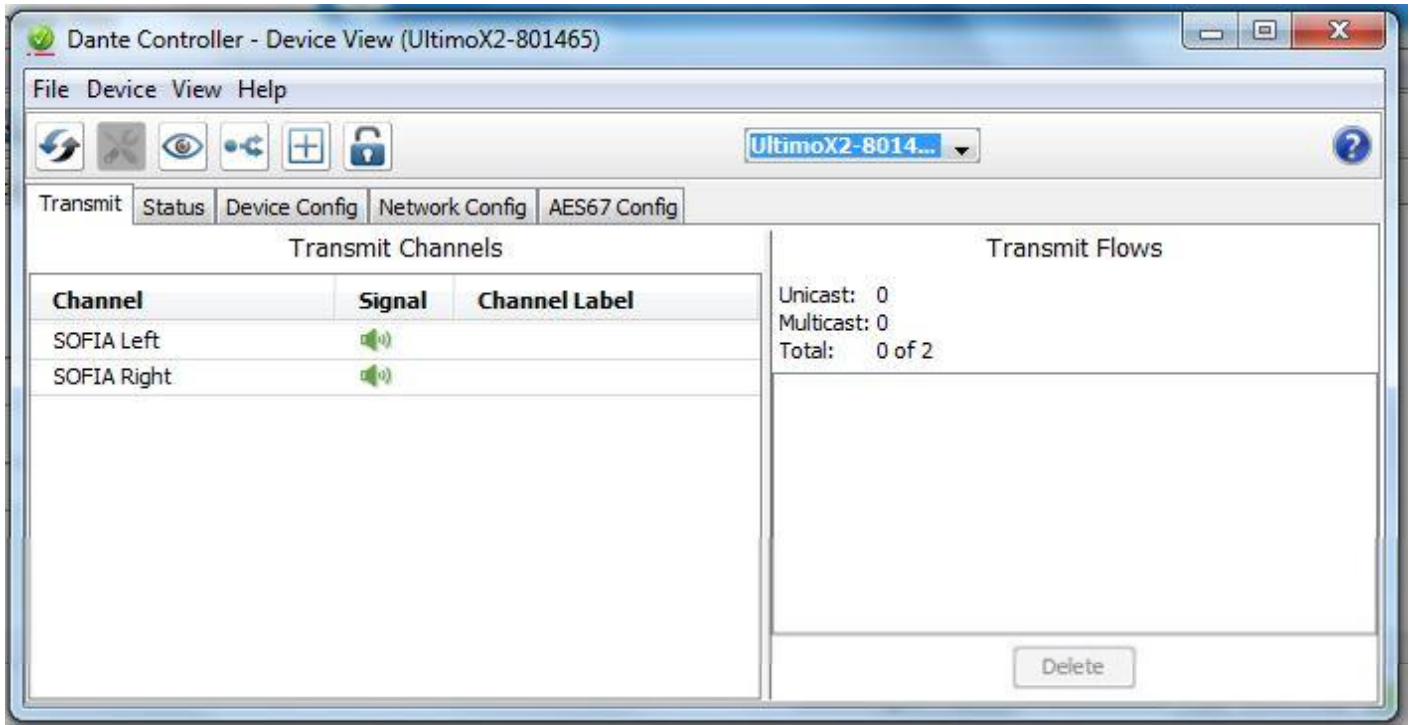 Dante Controller - Device View (UltimoX2-801465)
File Device View Help
UltimoX2-8014...
Transmit Status Device Config Network Config AES67 Config
Transmit Channels
Channel Signal Channel Label
SOFIA Left
SOFIA Right
Transmit Flows
Unicast: 0
Multicast: 0
Total: 0 of 2
Delete